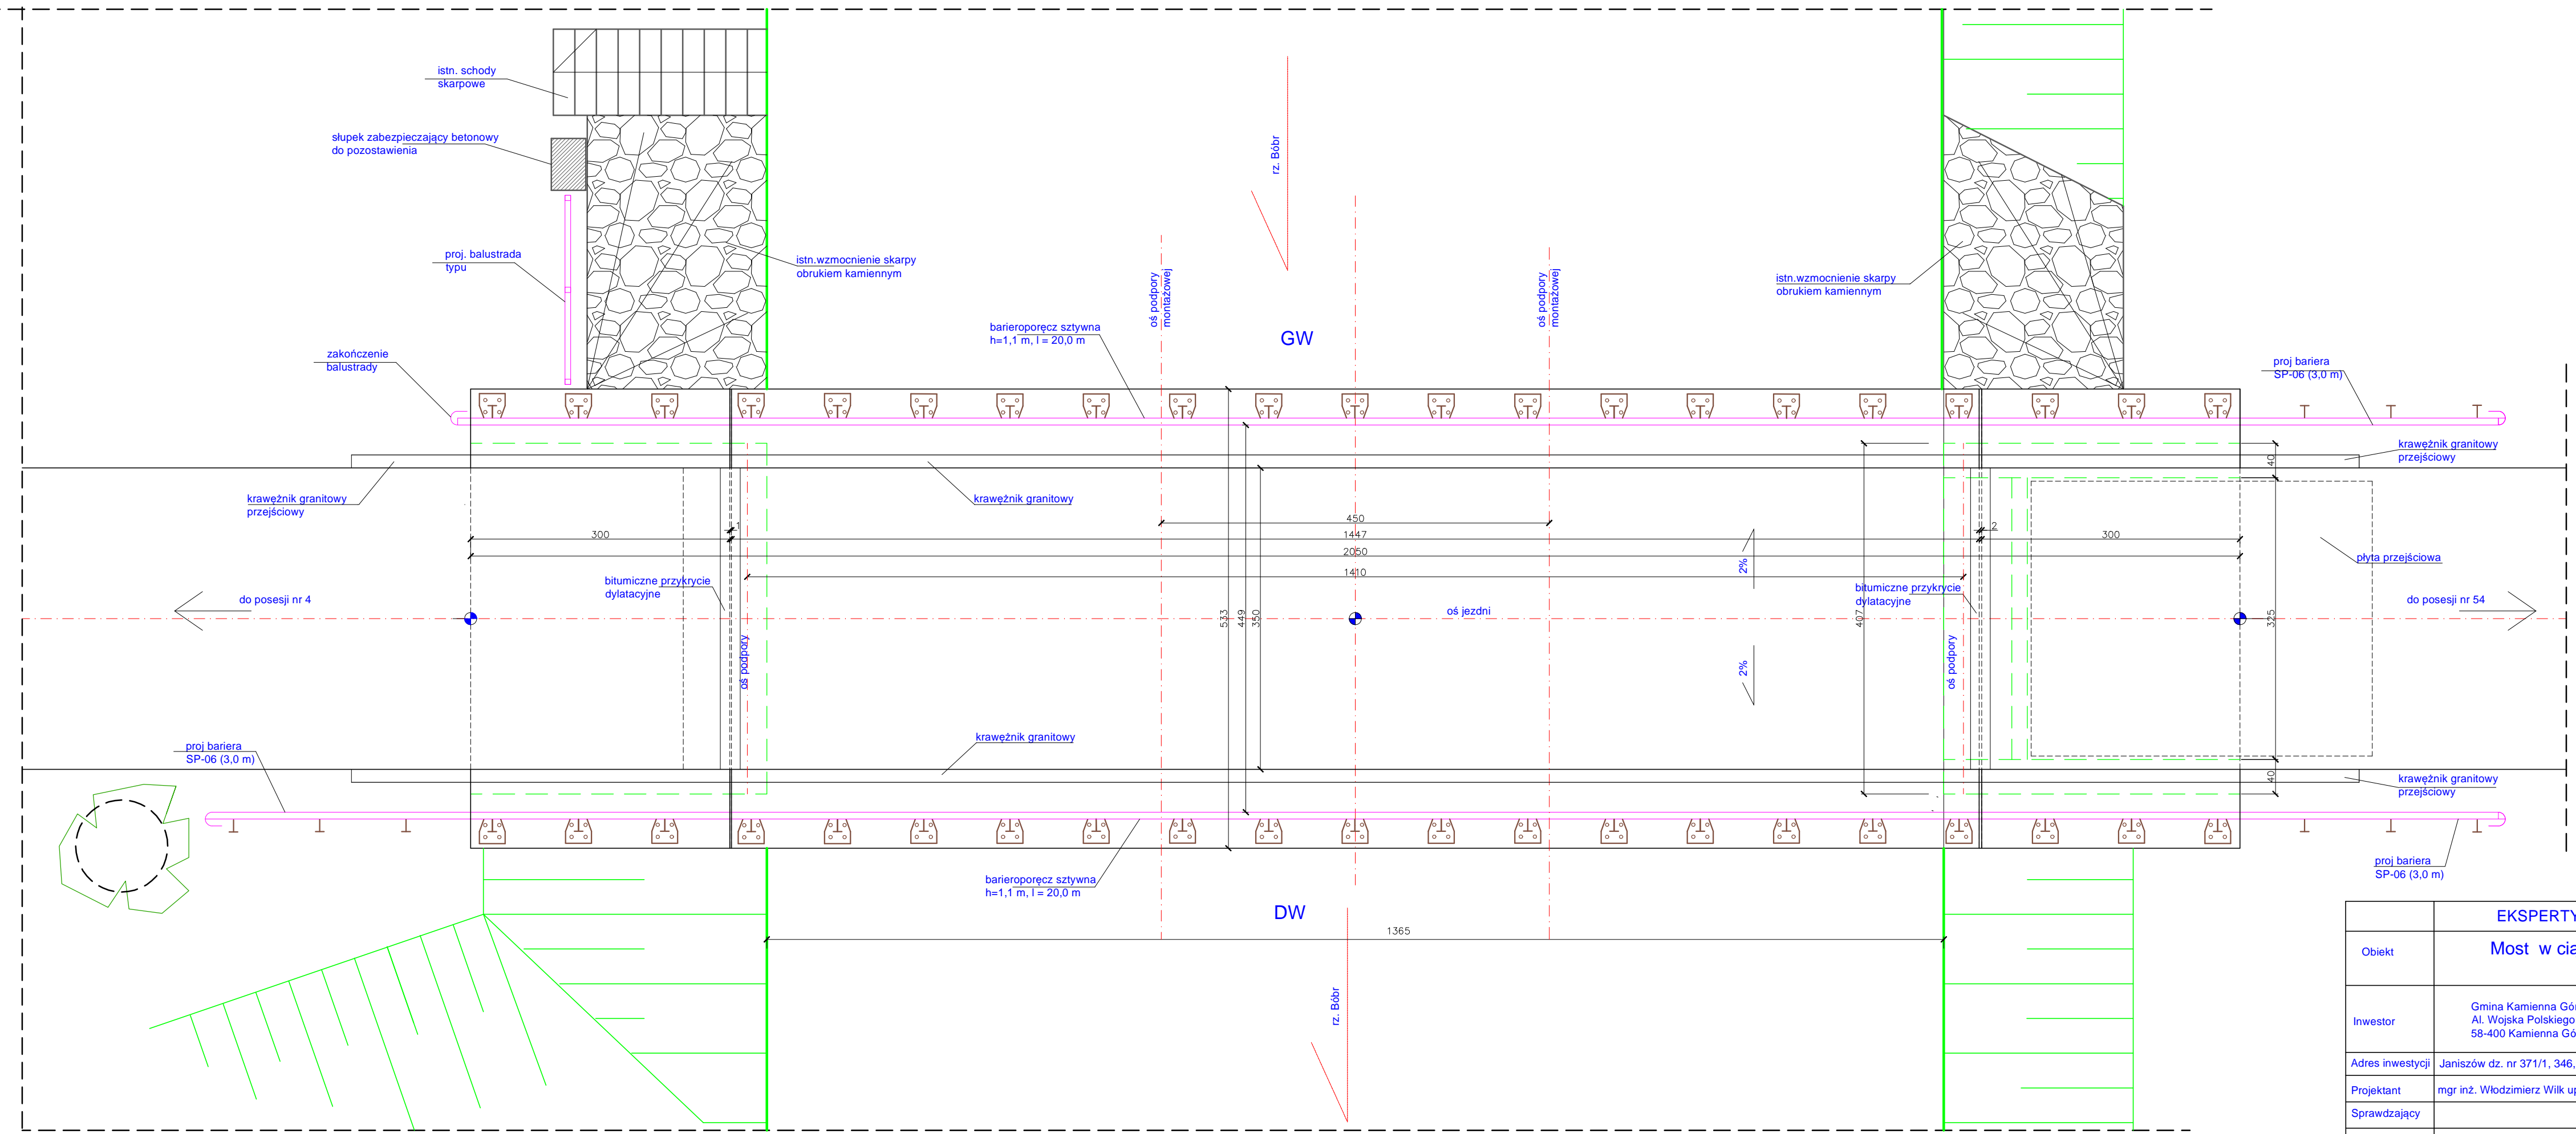 istn. schody
skarpowe
słupek zabezpieczający betonowy
do pozostawienia
proj. balustrada
typu
istn.wzmocnienie skarpy
obrukiem kamiennym
zakończenie
balustrady
barieroporęcz sztywna
h=1,1 m, l = 20,0 m
oś podpory
montażowej
rz. Bóbr
GW
oś podpory
montażowej
istn.wzmocnienie skarpy
obrukiem kamiennym
proj bariera
SP-06 (3,0 m)
krawężnik granitowy
przejściowy
krawężnik granitowy
przejściowy
krawężnik granitowy
40
450
300
1
1447
2
300
2050
1410
płyta przejściowa
bitumiczne przykrycie
dylatacyjne
2%
bitumiczne przykrycie
dylatacyjne
do posesji nr 4
oś jezdni
do posesji nr 54
533
449
350
407
325
oś podpory
2%
oś podpory
proj bariera
SP-06 (3,0 m)
krawężnik granitowy
40
krawężnik granitowy
przejściowy
barieroporęcz sztywna
h=1,1 m, l = 20,0 m
proj bariera
SP-06 (3,0 m)
DW
1365
rz. Bóbr
EKSPERTY
Obiekt
Most w cia
Inwestor
Gmina Kamienna Gó
Al. Wojska Polskiego
58-400 Kamienna Gó
Adres inwestycji
Janiszów dz. nr 371/1, 346,
Projektant
mgr inż. Włodzimierz Wilk up
Sprawdzający